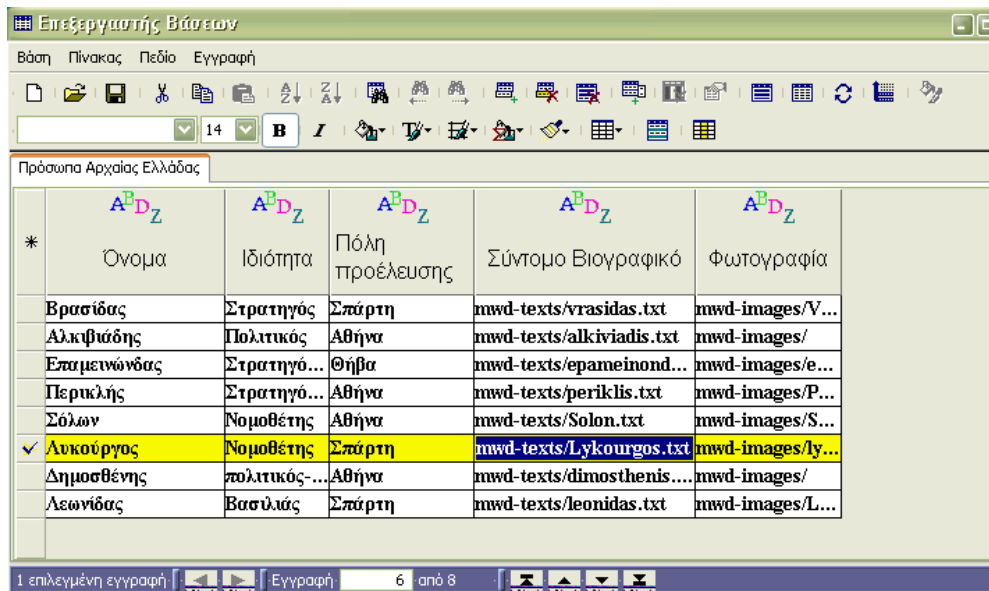 Επεξεργαστής Βάσεων
Βάση Πίνακας Πεδίο Εγγραφή
14 B I
Πρόσωπα Αρχαίας Ελλάδας
Όνομα Ιδιότητα Πόλη προέλευσης Σύντομο Βιογραφικό Φωτογραφία
Βρασίδας Στρατηγός Σπάρτη mwd-texts/vrasidas.txt mwd-images/V...
Αλκιβιάδης Πολιτικός Αθήνα mwd-texts/alkiviadis.txt mwd-images/
Επαμεινώνδας Στρατηγό... Θήβα mwd-texts/epameinond... mwd-images/e...
Περικλής Στρατηγό... Αθήνα mwd-texts/periklis.txt mwd-images/P...
Σόλων Νομοθέτης Αθήνα mwd-texts/Solon.txt mwd-images/S...
Λυκούργος Νομοθέτης Σπάρτη mwd-texts/Lykourgos.txt mwd-images/ly...
Δημοσθένης πολιτικός-... Αθήνα mwd-texts/dimosthenis.... mwd-images/
Λεωνίδας Βασιλιάς Σπάρτη mwd-texts/leonidas.txt mwd-images/L...
1 επιλεγμένη εγγραφή Εγγραφή 6 από 8